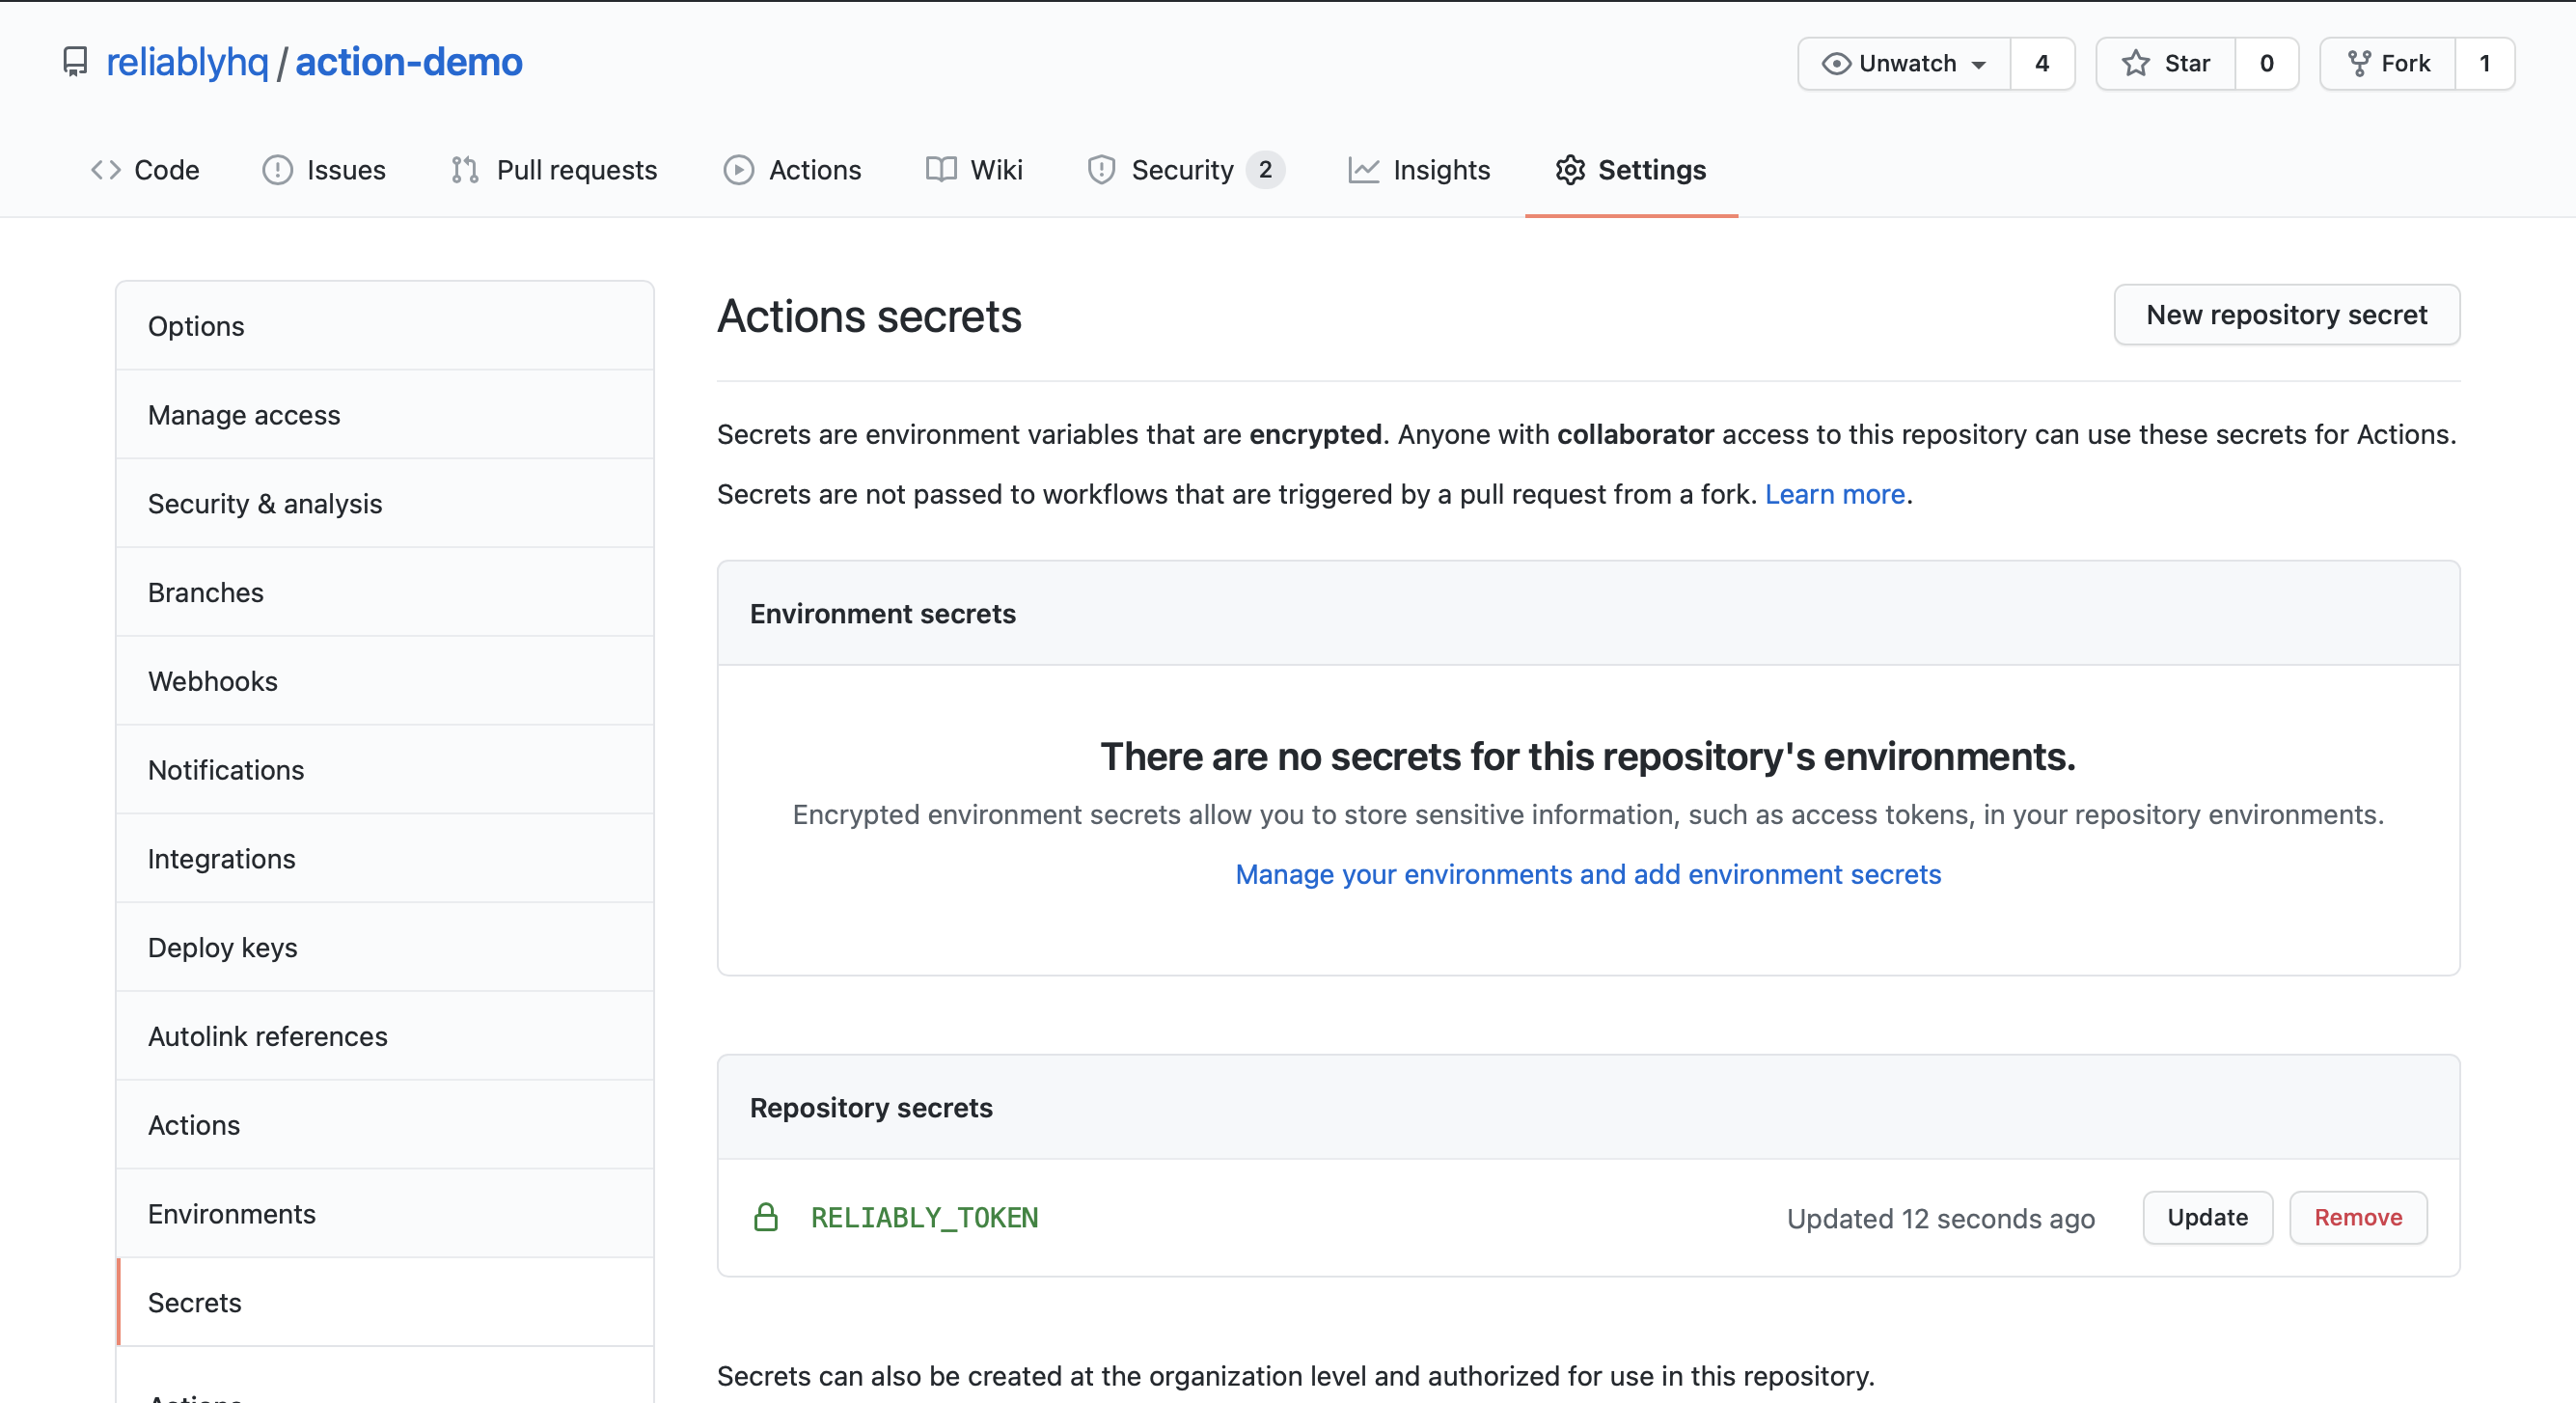 reliablyhq / action-demo
Unwatch 4 Star 0 Fork 1
Code Issues Pull requests Actions Wiki Security 2 Insights Settings
Options
Manage access
Security & analysis
Branches
Webhooks
Notifications
Integrations
Deploy keys
Autolink references
Actions
Environments
Secrets
Actions
Actions secrets
New repository secret
Secrets are environment variables that are encrypted. Anyone with collaborator access to this repository can use these secrets for Actions.
Secrets are not passed to workflows that are triggered by a pull request from a fork. Learn more.
Environment secrets
There are no secrets for this repository's environments.
Encrypted environment secrets allow you to store sensitive information, such as access tokens, in your repository environments.
Manage your environments and add environment secrets
Repository secrets
RELIABLY_TOKEN Updated 12 seconds ago Update Remove
Secrets can also be created at the organization level and authorized for use in this repository.